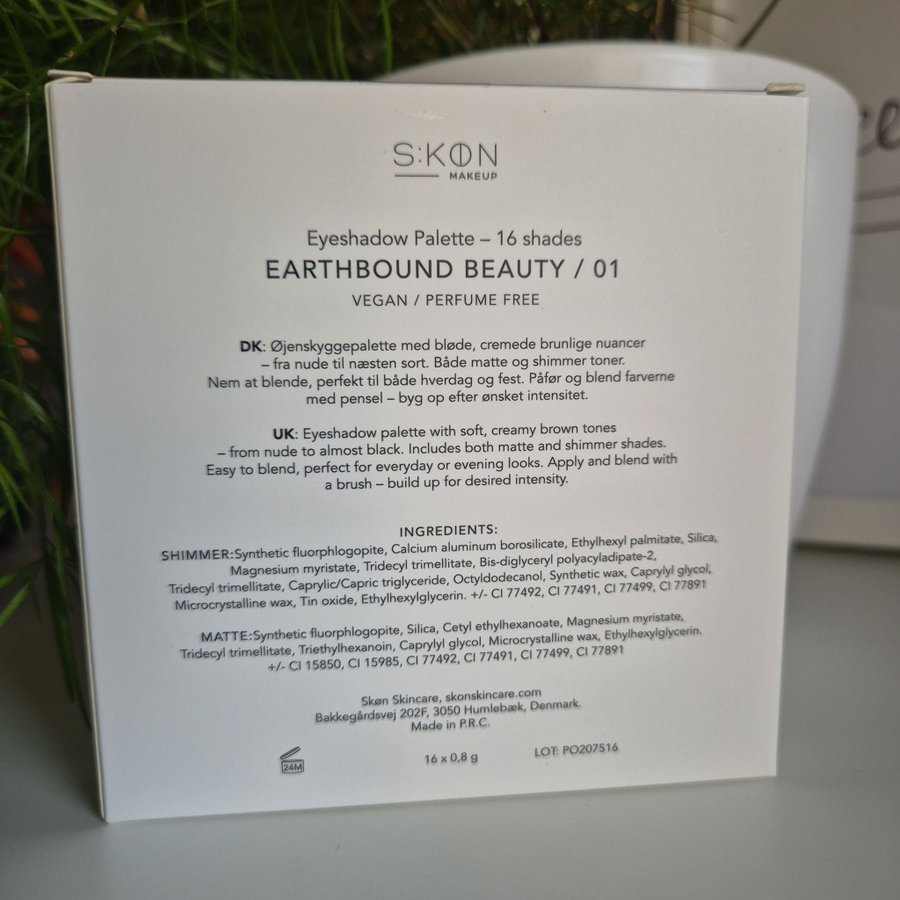 S:KØN
MAKEUP
Eyeshadow Palette – 16 shades
EARTHBOUND BEAUTY / 01
VEGAN / PERFUME FREE
DK: Øjenskyggepalette med bløde, cremede brunlige nuancer
– fra nude til næsten sort. Både matte og shimmer toner.
Nem at blende, perfekt til både hverdag og fest. Påfør og blend farverne
med pensel – byg op efter ønsket intensitet.
UK: Eyeshadow palette with soft, creamy brown tones
– from nude to almost black. Includes both matte and shimmer shades.
Easy to blend, perfect for everyday or evening looks. Apply and blend with
a brush – build up for desired intensity.
INGREDIENTS:
SHIMMER:Synthetic fluorphlogopite, Calcium aluminum borosilicate, Ethylhexyl palmitate, Silica,
Magnesium myristate, Tridecyl trimellitate, Bis-diglyceryl polyacyladipate-2,
Tridecyl trimellitate, Caprylic/Capric triglyceride, Octyldodecanol, Synthetic wax, Caprylyl glycol,
Microcrystalline wax, Tin oxide, Ethylhexylglycerin. +/- CI 77492, CI 77491, CI 77499, CI 77891
MATTE:Synthetic fluorphlogopite, Silica, Cetyl ethylhexanoate, Magnesium myristate,
Tridecyl trimellitate, Triethylhexanoin, Caprylyl glycol, Microcrystalline wax, Ethylhexylglycerin.
+/- CI 15850, CI 15985, CI 77492, CI 77491, CI 77499, CI 77891
Skøn Skincare, skonskincare.com
Bakkegårdsvej 202F, 3050 Humlebæk, Denmark.
Made in P.R.C.
24M
16 x 0,8 g
LOT: PO207516